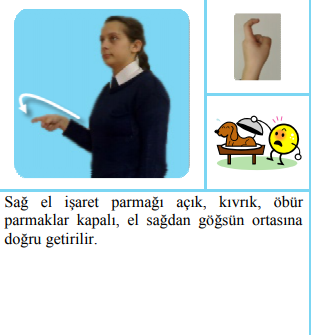 Sağ el işaret parmağı açık, kıvrık, öbür
parmaklar kapalı, el sağdan göğsün ortasına
doğru getirilir.